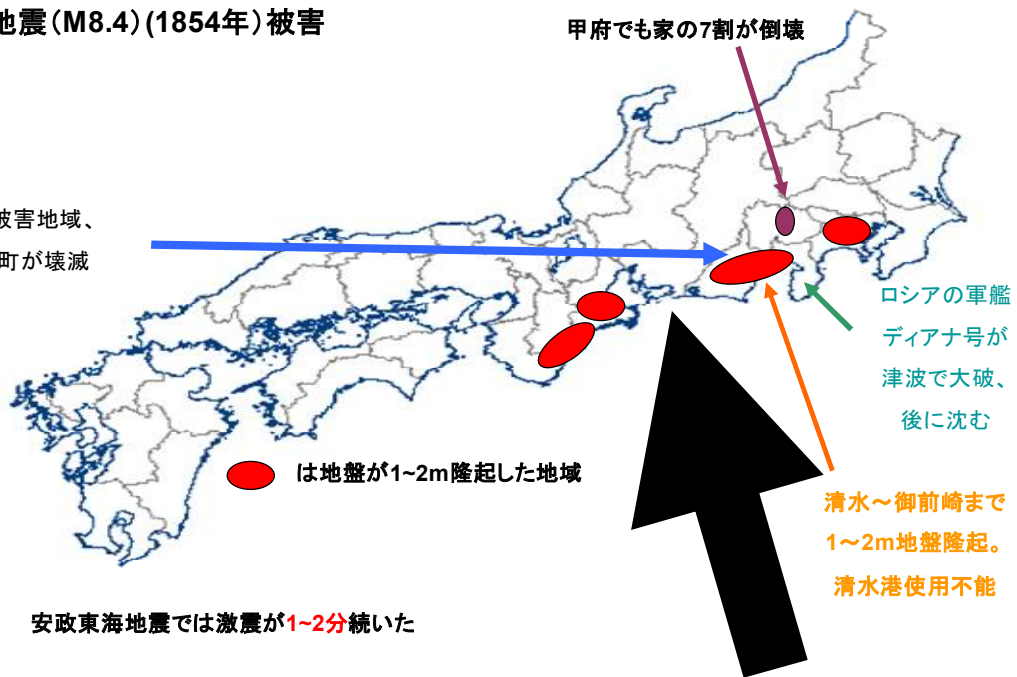 地震（M8.4）(1854年）被害
甲府でも家の7割が倒壊
被害地域、
町が壊滅
ロシアの軍艦
ディアナ号が
津波で大破、
後に沈む
は地盤が1~2m隆起した地域
清水～御前崎まで
1～2m地盤隆起。
清水港使用不能
安政東海地震では激震が1~2分続いた